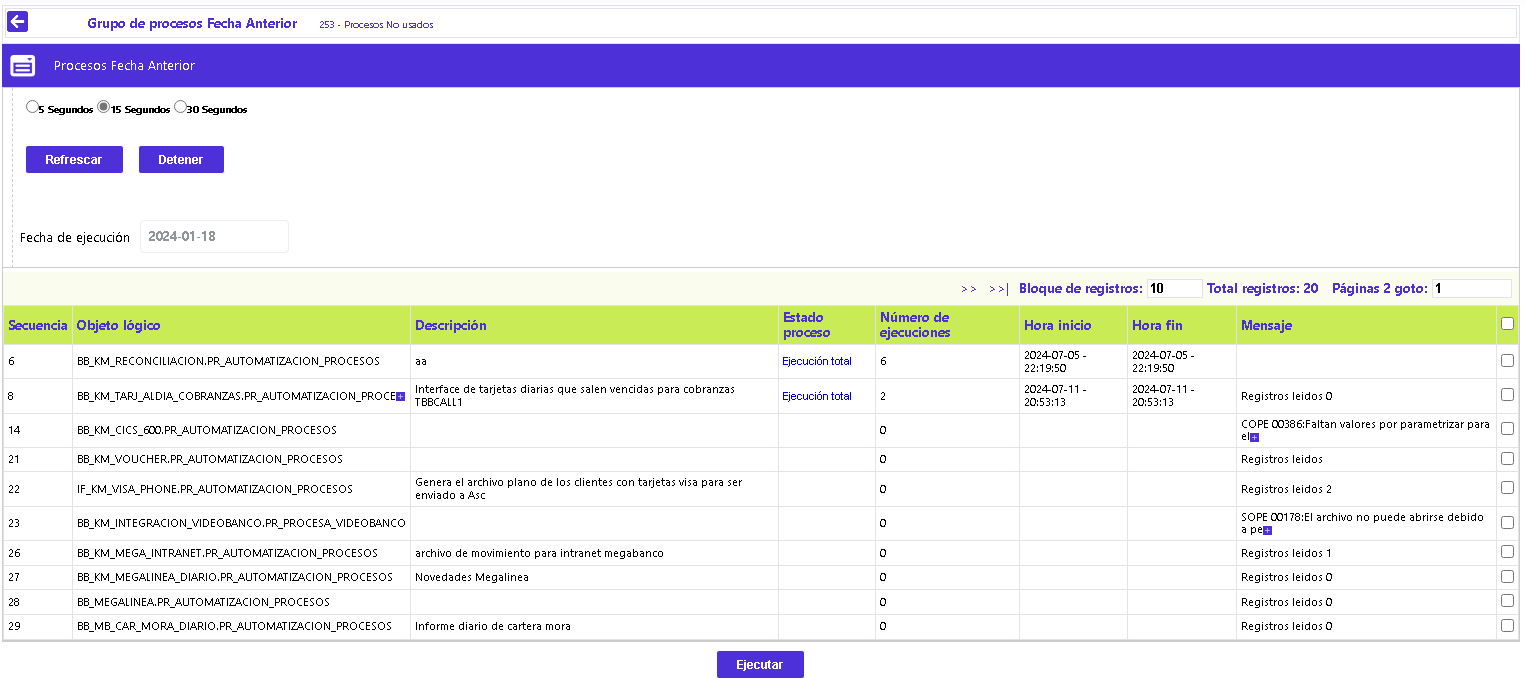 Grupo de procesos Fecha Anterior 253 - Procesos No usados
Procesos Fecha Anterior
5 Segundos 15 Segundos 30 Segundos
Refrescar Detener
Fecha de ejecución 2024-01-18
>> >>| Bloque de registros: 10 Total registros: 20 Páginas 2 goto: 1
Secuencia Objeto lógico Descripción Estado proceso Número de ejecuciones Hora inicio Hora fin Mensaje
6 BB_KM_RECONCILIACION.PR_AUTOMATIZACION_PROCESOS aa Ejecución total 6 2024-07-05 - 22:19:50 2024-07-05 - 22:19:50
8 BB_KM_TARJ_ALDIA_COBRANZAS.PR_AUTOMATIZACION_PROCE Interface de tarjetas diarias que salen vencidas para cobranzas TBBCALL1 Ejecución total 2 2024-07-11 - 20:53:13 2024-07-11 - 20:53:13 Registros leidos 0
14 BB_KM_CICS_600.PR_AUTOMATIZACION_PROCESOS 0 COPE 00386:Faltan valores por parametrizar para el
21 BB_KM_VOUCHER.PR_AUTOMATIZACION_PROCESOS 0 Registros leidos
22 IF_KM_VISA_PHONE.PR_AUTOMATIZACION_PROCESOS Genera el archivo plano de los clientes con tarjetas visa para ser enviado a Asc 0 Registros leidos 2
23 BB_KM_INTEGRACION_VIDEOBANCO.PR_PROCESA_VIDEOBANCO 0 SOPE 00178:El archivo no puede abrirse debido a pe
26 BB_KM_MEGA_INTRANET.PR_AUTOMATIZACION_PROCESOS archivo de movimiento para intranet megabanco 0 Registros leidos 1
27 BB_KM_MEGALINEA_DIARIO.PR_AUTOMATIZACION_PROCESOS Novedades Megalinea 0 Registros leidos 0
28 BB_MEGALINEA.PR_AUTOMATIZACION_PROCESOS 0 Registros leidos 0
29 BB_MB_CAR_MORA_DIARIO.PR_AUTOMATIZACION_PROCESOS Informe diario de cartera mora 0 Registros leidos 0
Ejecutar